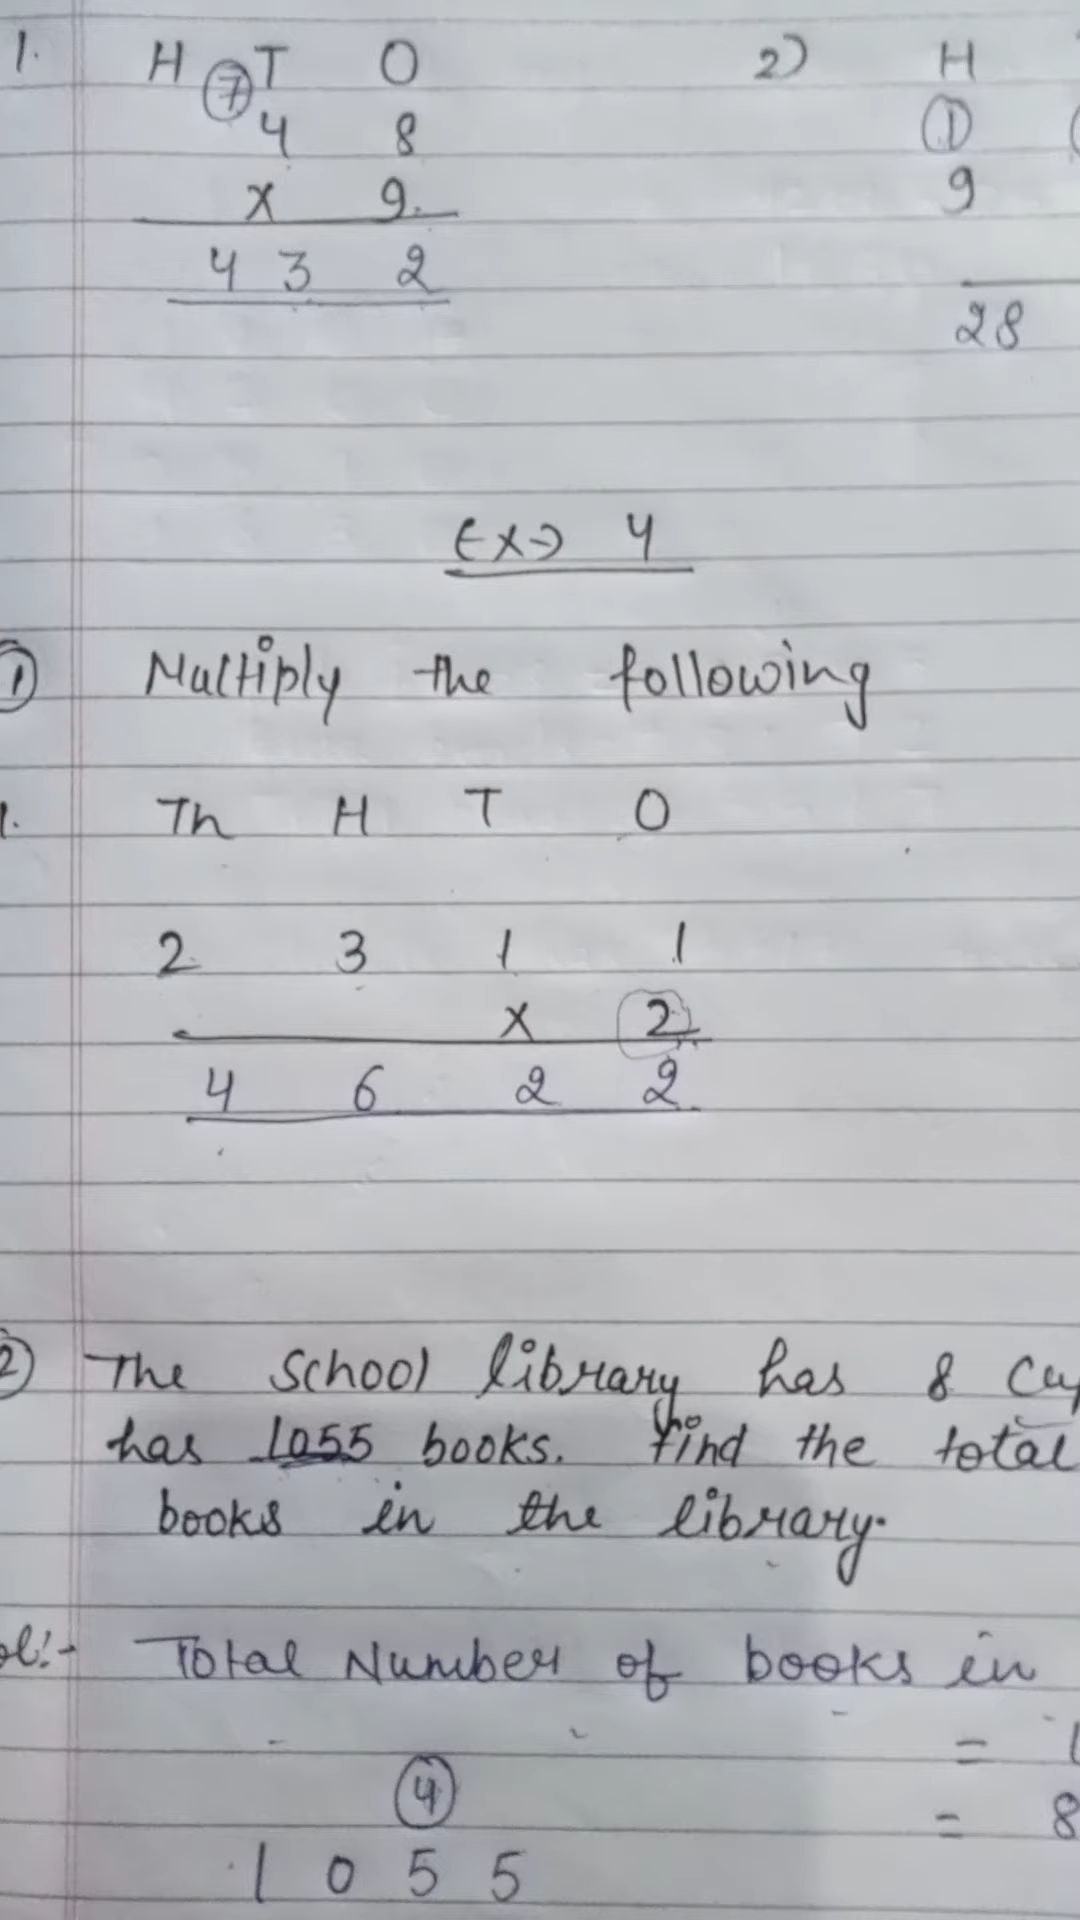 1. H T O 2) H
7 4 8 1
x 9 9
4 3 2
28
Ex→ 4
1 Multiply the following
1. Th H T O
2 3 1 1
x 2
4 6 2 2
2 The school library has 8
has 1055 books. find the total
books in the library.
Total Number of books in
=
4 = 8
1 0 5 5